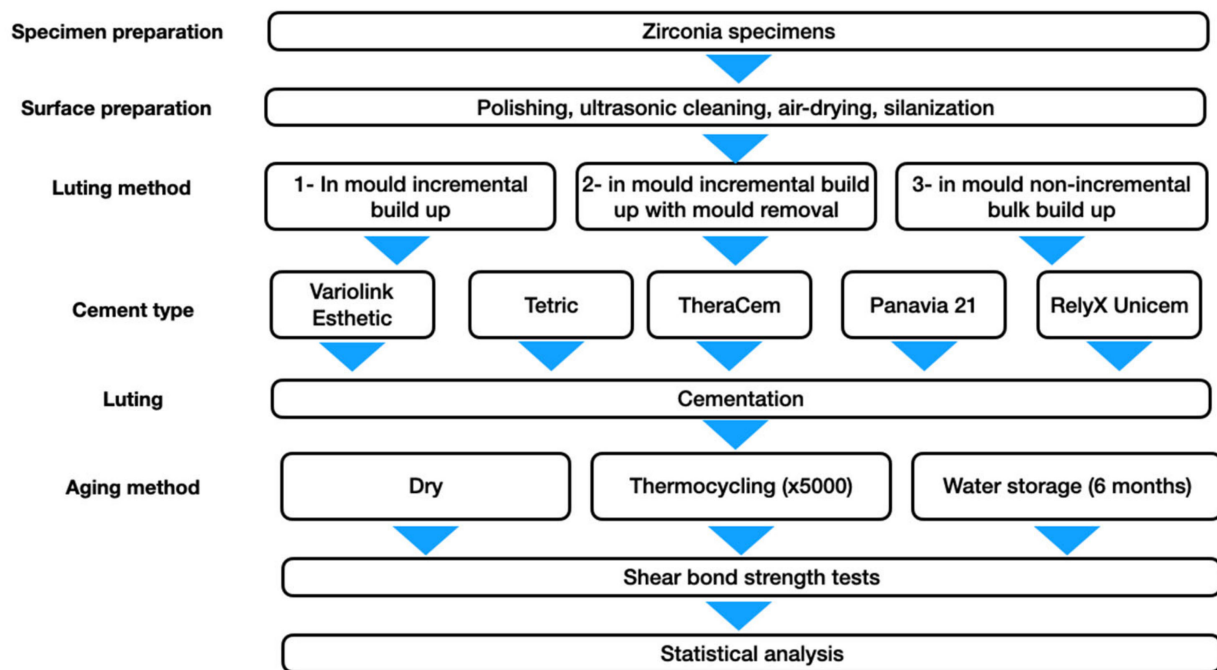 Specimen preparation
Zirconia specimens
Surface preparation
Polishing, ultrasonic cleaning, air-drying, silanization
Luting method
1- In mould incremental
build up
2- in mould incremental build
up with mould removal
3- in mould non-incremental
bulk build up
Cement type
Variolink
Esthetic
Tetric
TheraCem
Panavia 21
RelyX Unicem
Luting
Cementation
Aging method
Dry
Thermocycling (x5000)
Water storage (6 months)
Shear bond strength tests
Statistical analysis